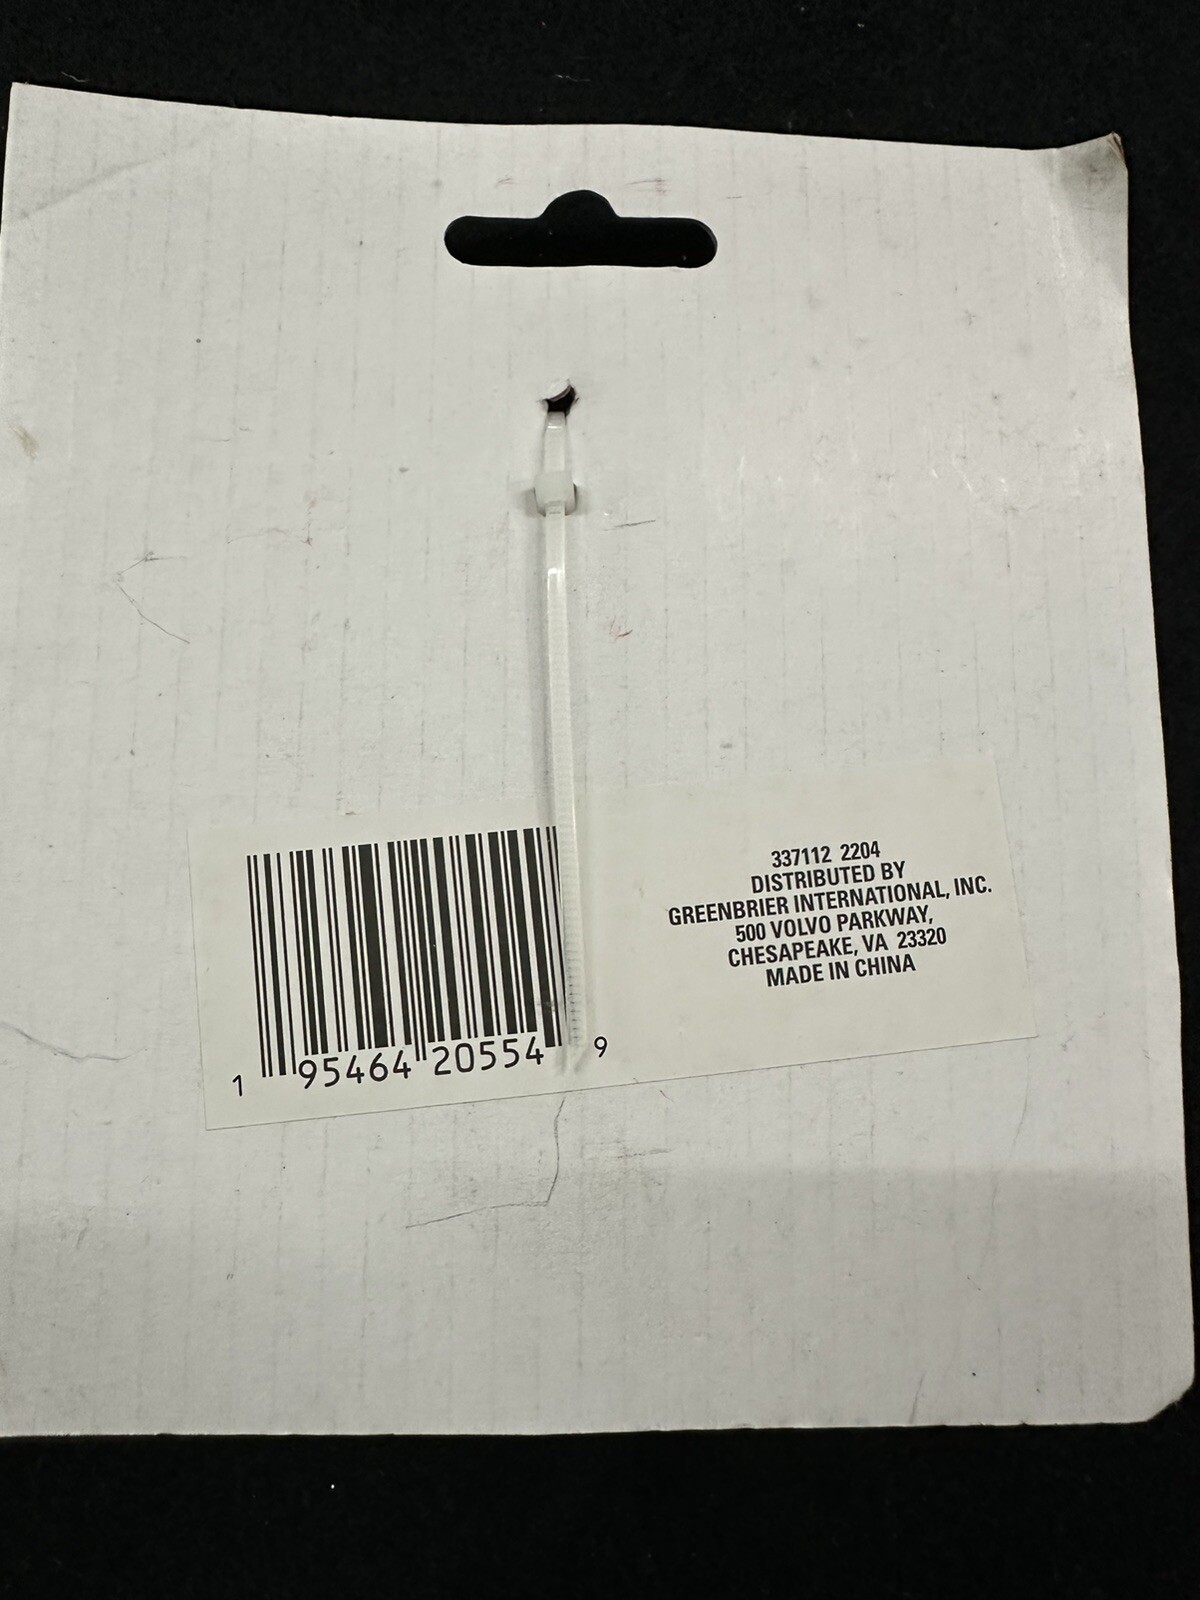 1 95464 20554 9
337112 2204
DISTRIBUTED BY
GREENBRIER INTERNATIONAL, INC.
500 VOLVO PARKWAY,
CHESAPEAKE, VA 23320
MADE IN CHINA